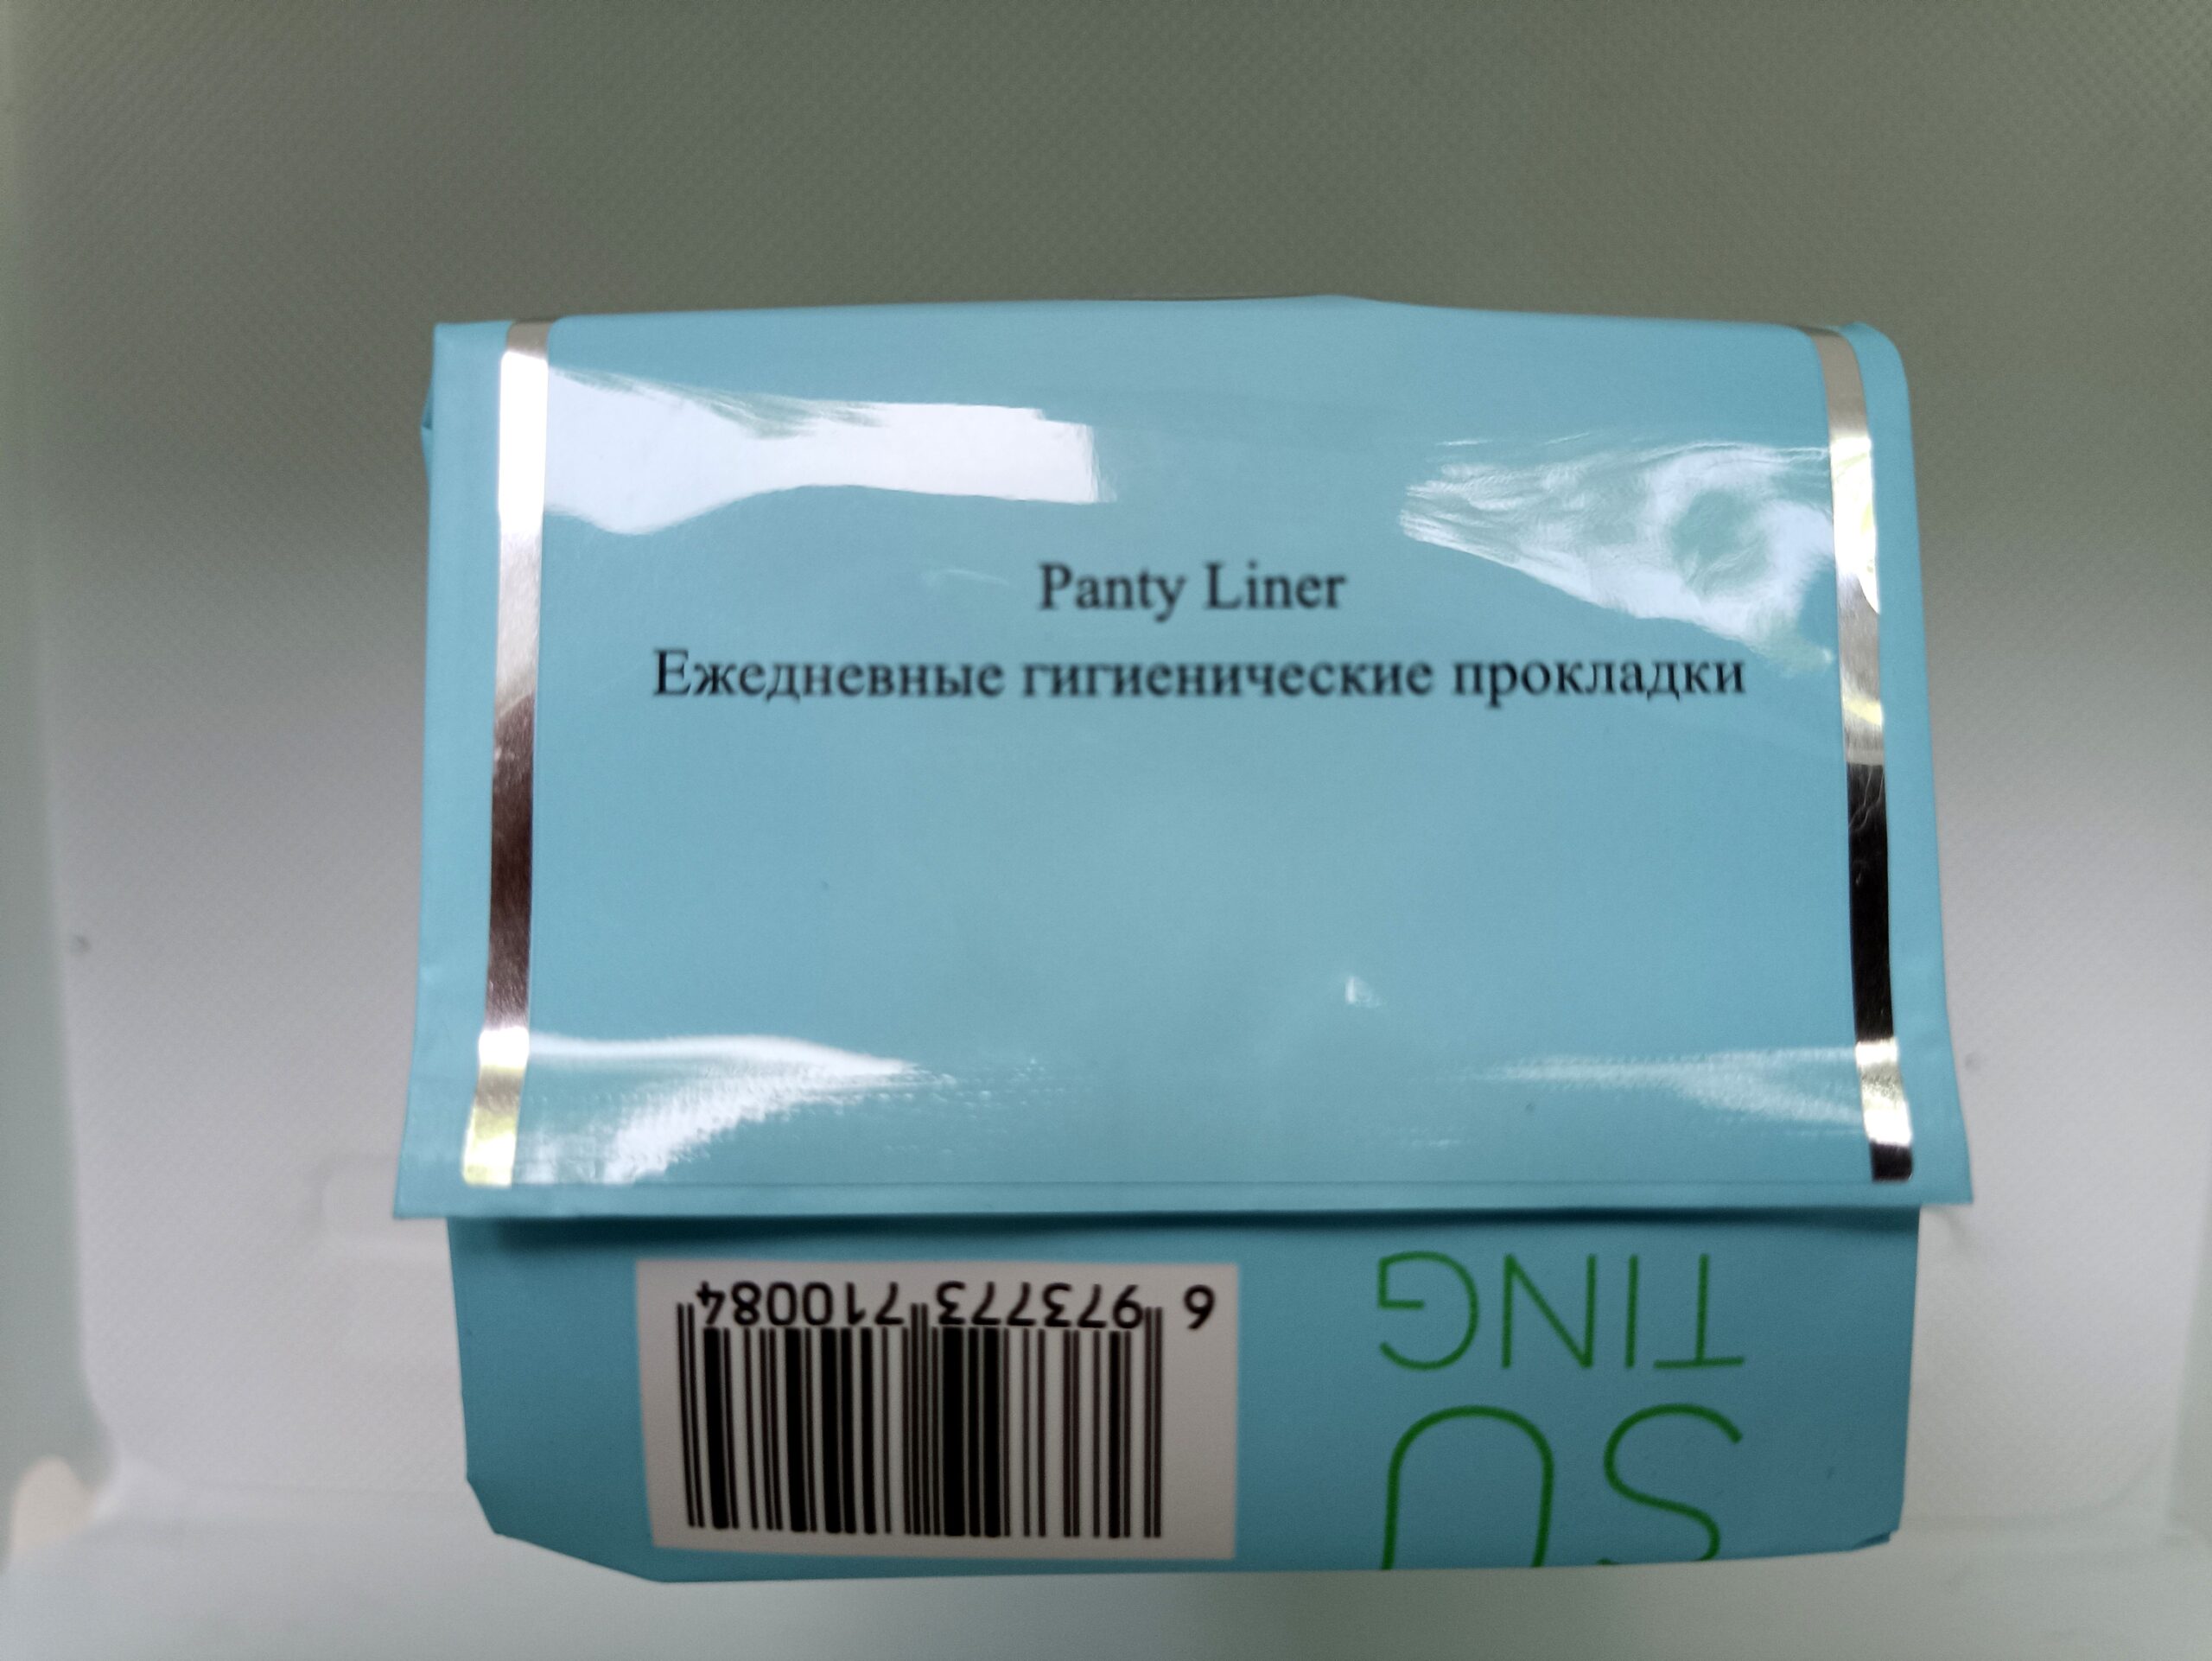 Panty Liner
Ежедневные гигиенические прокладки
6 973773 710084
SU
TING